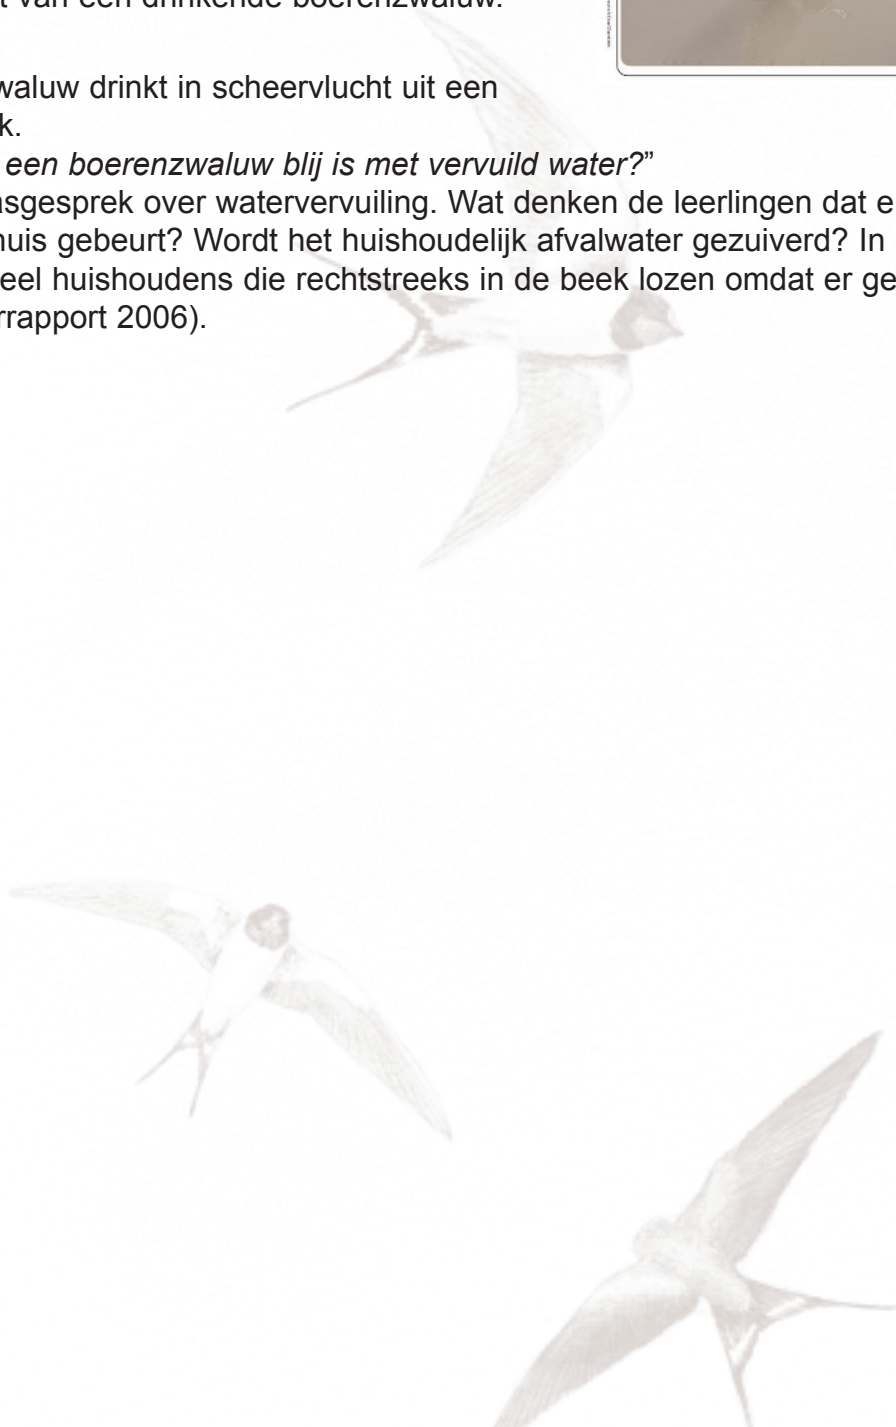 van een drinkende boerenzwaluw.
waluw drinkt in scheervlucht uit een
k.
een boerenzwaluw blij is met vervuild water?”
asgesprek over watervervuiling. Wat denken de leerlingen dat e
huis gebeurt? Wordt het huishoudelijk afvalwater gezuiverd? In
eel huishoudens die rechtstreeks in de beek lozen omdat er ge
rrapport 2006).